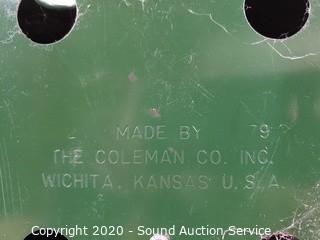 MADE BY 79
THE COLEMAN CO. INC.
WICHITA, KANSAS U.S.A.
Copyright 2020 - Sound Auction Service